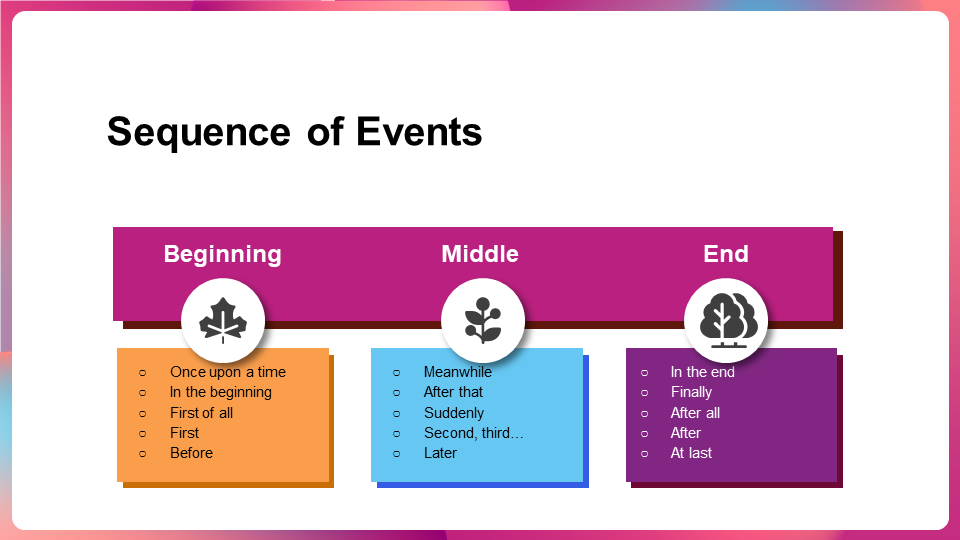 Sequence of Events
Beginning
Middle
End
○ Once upon a time
○ In the beginning
○ First of all
○ First
○ Before
○ Meanwhile
○ After that
○ Suddenly
○ Second, third…
○ Later
○ In the end
○ Finally
○ After all
○ After
○ At last